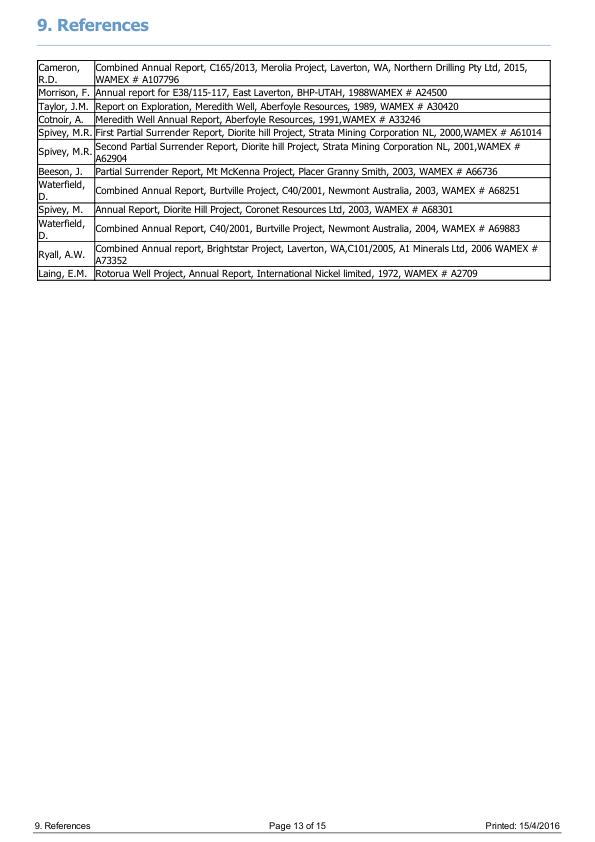 9. References
Cameron,
R.D.
Combined Annual Report, C165/2013, Merolia Project, Laverton, WA, Northern Drilling Pty Ltd, 2015,
WAMEX # A107796
Morrison, F. Annual report for E38/115-117, East Laverton, BHP-UTAH, 1988WAMEX # A24500
Taylor, J.M. Report on Exploration, Meredith Well, Aberfoyle Resources, 1989, WAMEX # A30420
Cotnoir, A. Meredith Well Annual Report, Aberfoyle Resources, 1991,WAMEX # A33246
Spivey, M.R. First Partial Surrender Report, Diorite hill Project, Strata Mining Corporation NL, 2000,WAMEX # A61014
Spivey, M.R. Second Partial Surrender Report, Diorite hill Project, Strata Mining Corporation NL, 2001,WAMEX #
A62904
Beeson, J. Partial Surrender Report, Mt McKenna Project, Placer Granny Smith, 2003, WAMEX # A66736
Waterfield,
D.
Combined Annual Report, Burtville Project, C40/2001, Newmont Australia, 2003, WAMEX # A68251
Spivey, M. Annual Report, Diorite Hill Project, Coronet Resources Ltd, 2003, WAMEX # A68301
Waterfield,
D.
Combined Annual Report, C40/2001, Burtville Project, Newmont Australia, 2004, WAMEX # A69883
Ryall, A.W. Combined Annual report, Brightstar Project, Laverton, WA,C101/2005, A1 Minerals Ltd, 2006 WAMEX #
A73352
Laing, E.M. Rotorua Well Project, Annual Report, International Nickel limited, 1972, WAMEX # A2709
9. References Page 13 of 15 Printed: 15/4/2016